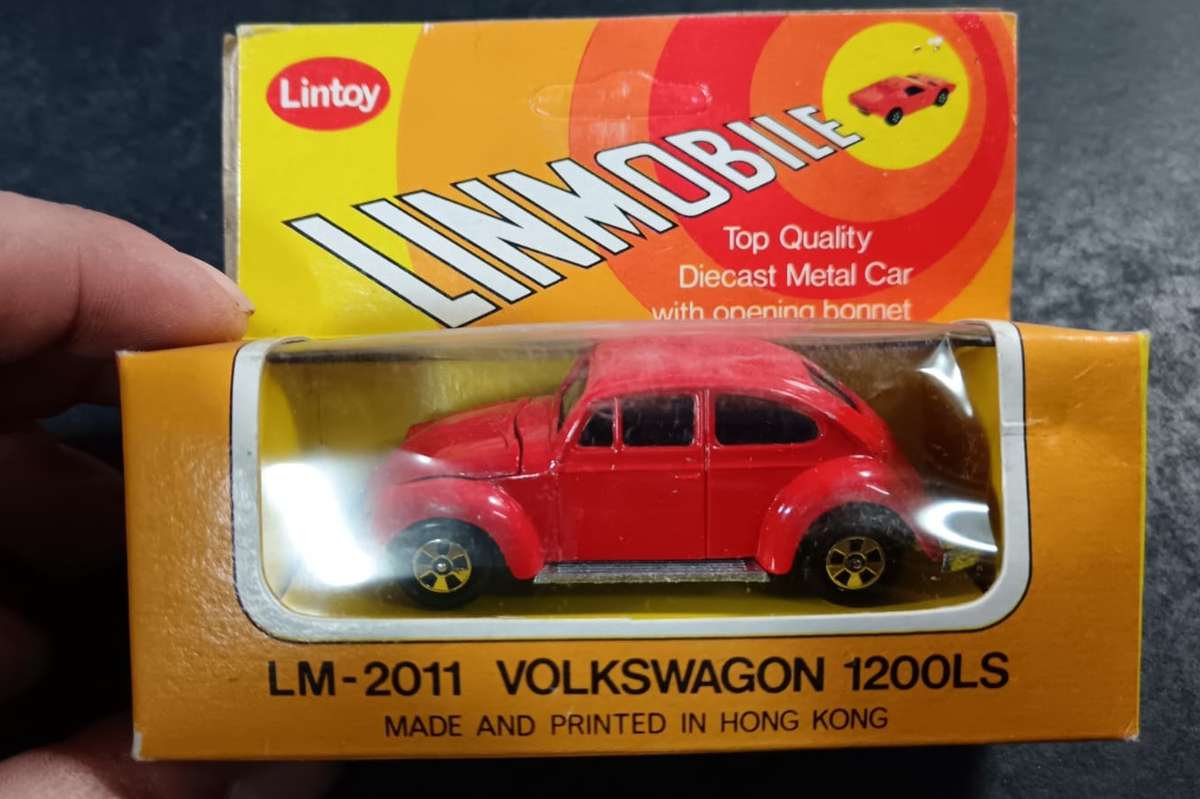 Lintoy
LINMOBILE
Top Quality
Diecast Metal Car
with opening bonnet
LM-2011 VOLKSWAGON 1200LS
MADE AND PRINTED IN HONG KONG